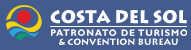 COSTA DEL SOL
PATRONATO DE TURISMO
& CONVENTION BUREAU